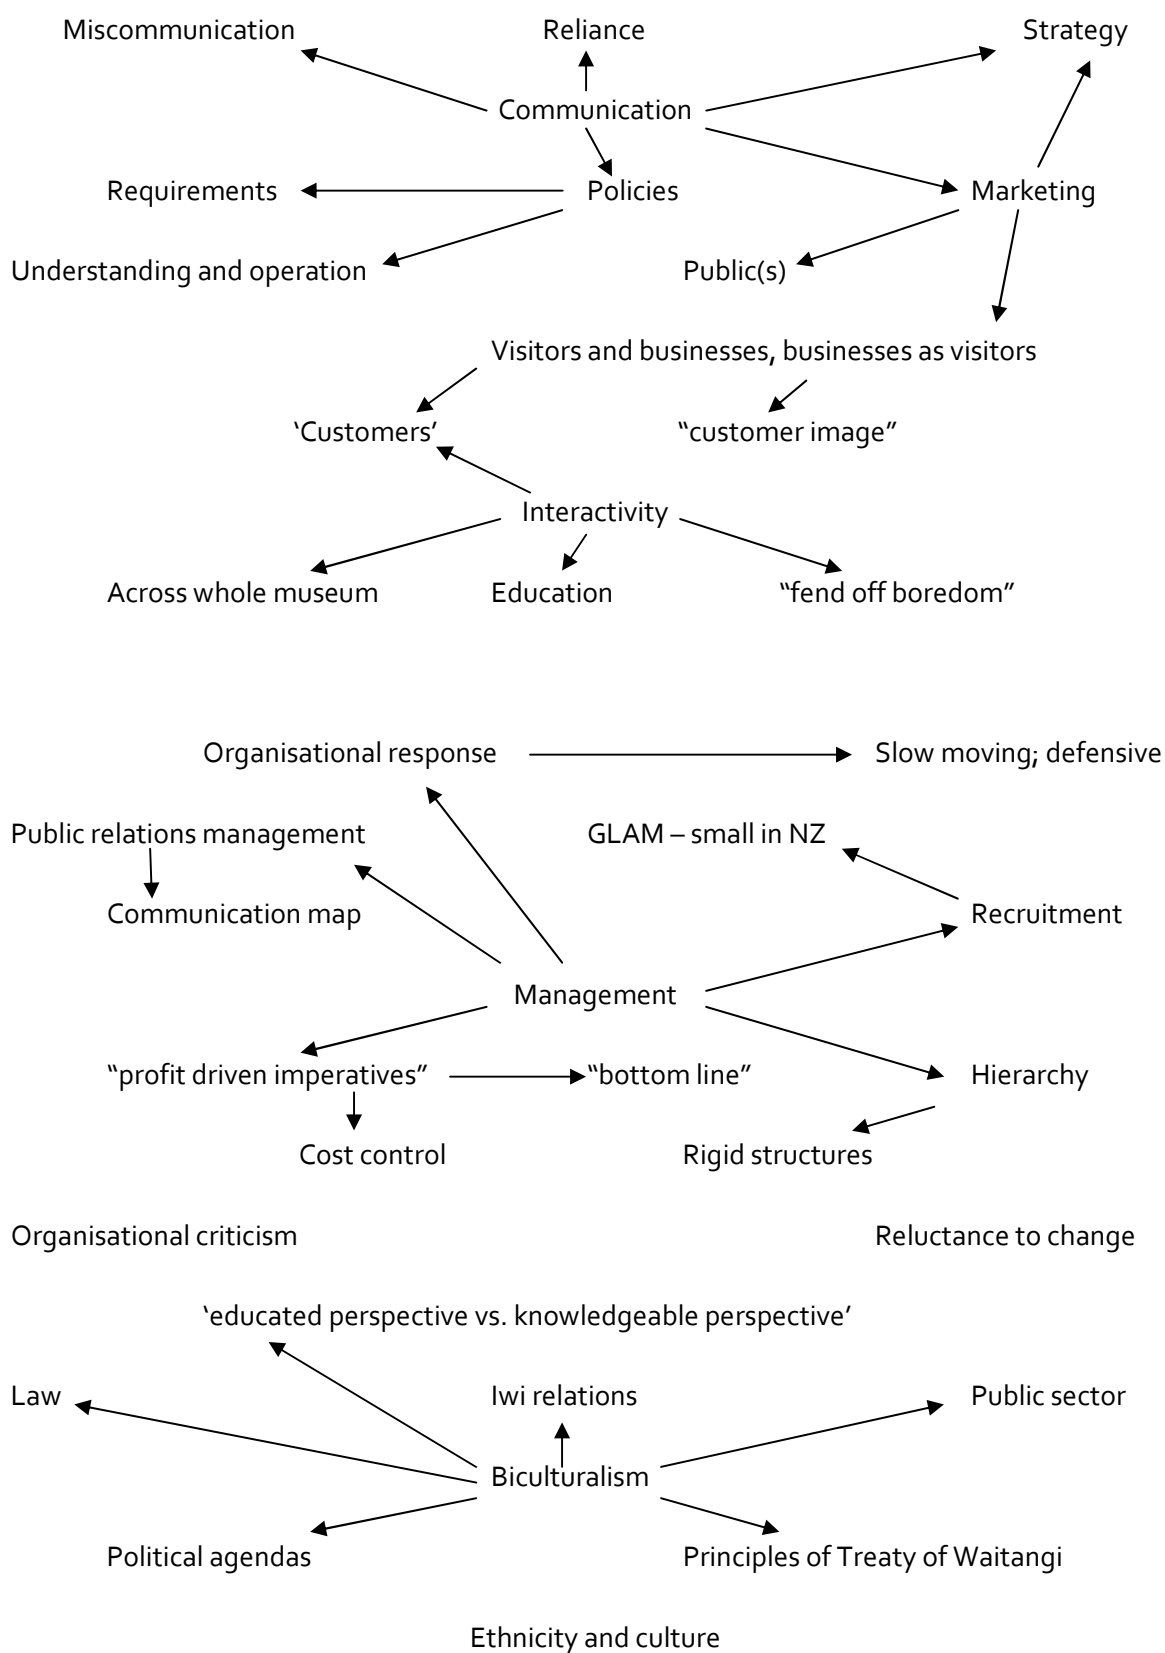 Miscommunication Reliance Strategy
Communication
Requirements Policies Marketing
Understanding and operation Public(s)
Visitors and businesses, businesses as visitors
‘Customers’ “customer image”
Interactivity
Across whole museum Education “fend off boredom”
Organisational response Slow moving; defensive
Public relations management GLAM – small in NZ
Communication map Recruitment
Management
“profit driven imperatives” “bottom line” Hierarchy
Cost control Rigid structures
Organisational criticism Reluctance to change
‘educated perspective vs. knowledgeable perspective’
Law Iwi relations Public sector
Biculturalism
Political agendas Principles of Treaty of Waitangi
Ethnicity and culture